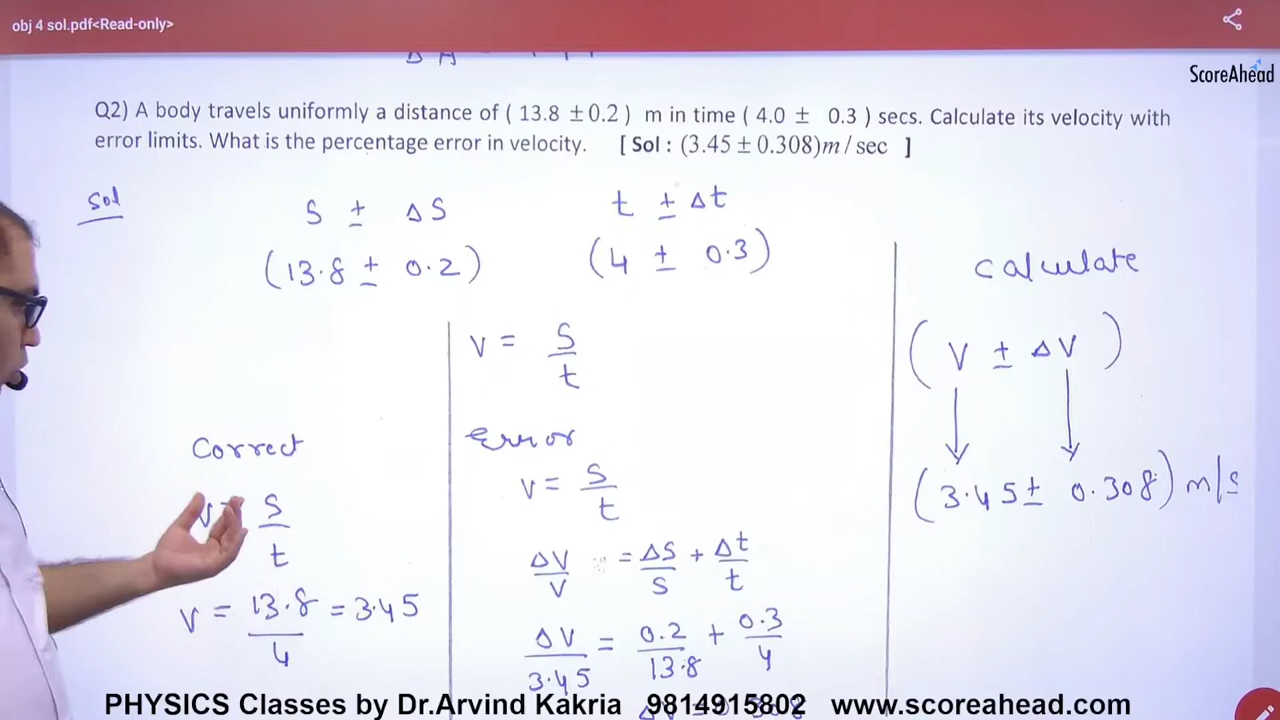 obj 4 sol.pdf<Read-only>
ScoreAhead
Q2) A body travels uniformly a distance of ( 13.8 ±0.2 ) m in time ( 4.0 ± 0.3 ) secs. Calculate its velocity with
error limits. What is the percentage error in velocity. [ Sol : (3.45 ± 0.308)m / sec ]
Sol
S ± ΔS
t ± Δt
(13.8 ± 0.2)
(4 ± 0.3)
Correct
V = S/t
V = 13.8/4 = 3.45
V = S/t
Error
V = S/t
ΔV/V = ΔS/S + Δt/t
ΔV/3.45 = 0.2/13.8 + 0.3/4
Calculate
(V ± ΔV)
(3.45 ± 0.308) m/s
PHYSICS Classes by Dr.Arvind Kakria 9814915802 www.scoreahead.com